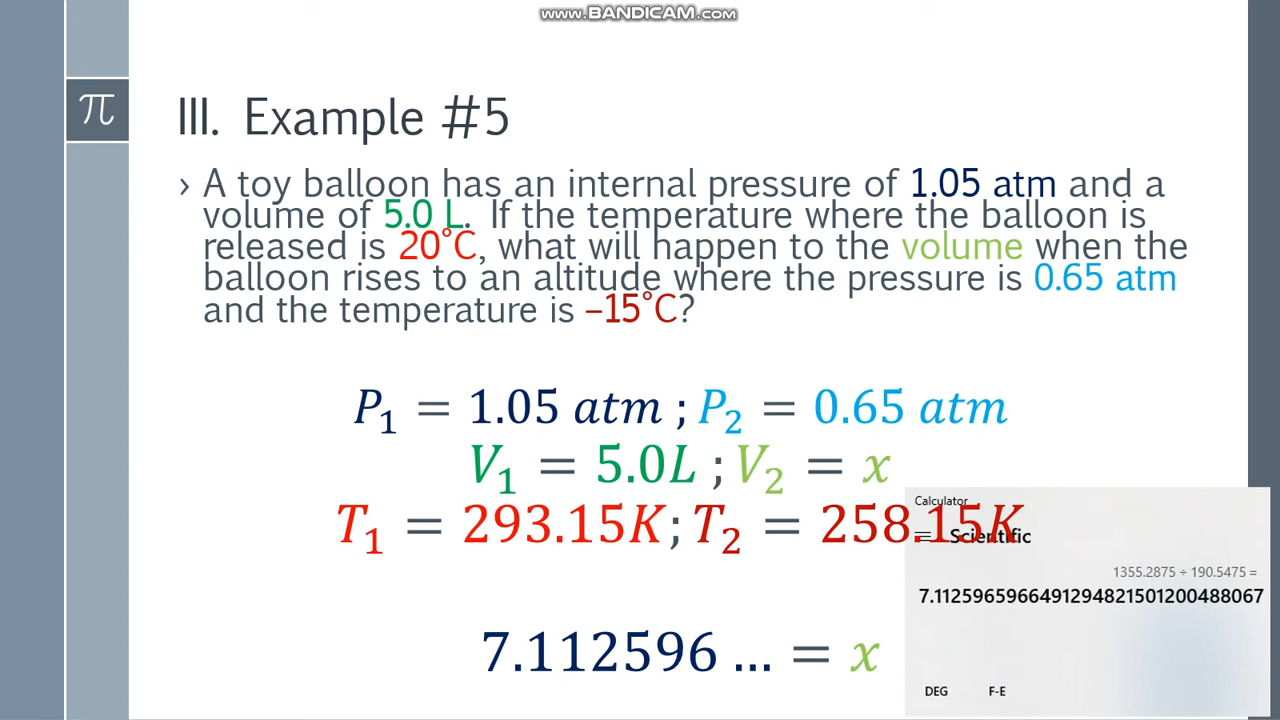 www.BANDICAM.com
π
III. Example #5
› A toy balloon has an internal pressure of 1.05 atm and a
volume of 5.0 L. If the temperature where the balloon is
released is 20˚C, what will happen to the volume when the
balloon rises to an altitude where the pressure is 0.65 atm
and the temperature is –15˚C?
P₁ = 1.05 atm ; P₂ = 0.65 atm
V₁ = 5.0L ; V₂ = x
T₁ = 293.15K; T₂ = 258.15K
Calculator
≡ Scientific
1355.2875 ÷ 190.5475 =
7.1125965966491294821501200488067
7.112596 ... = x
DEG F-E